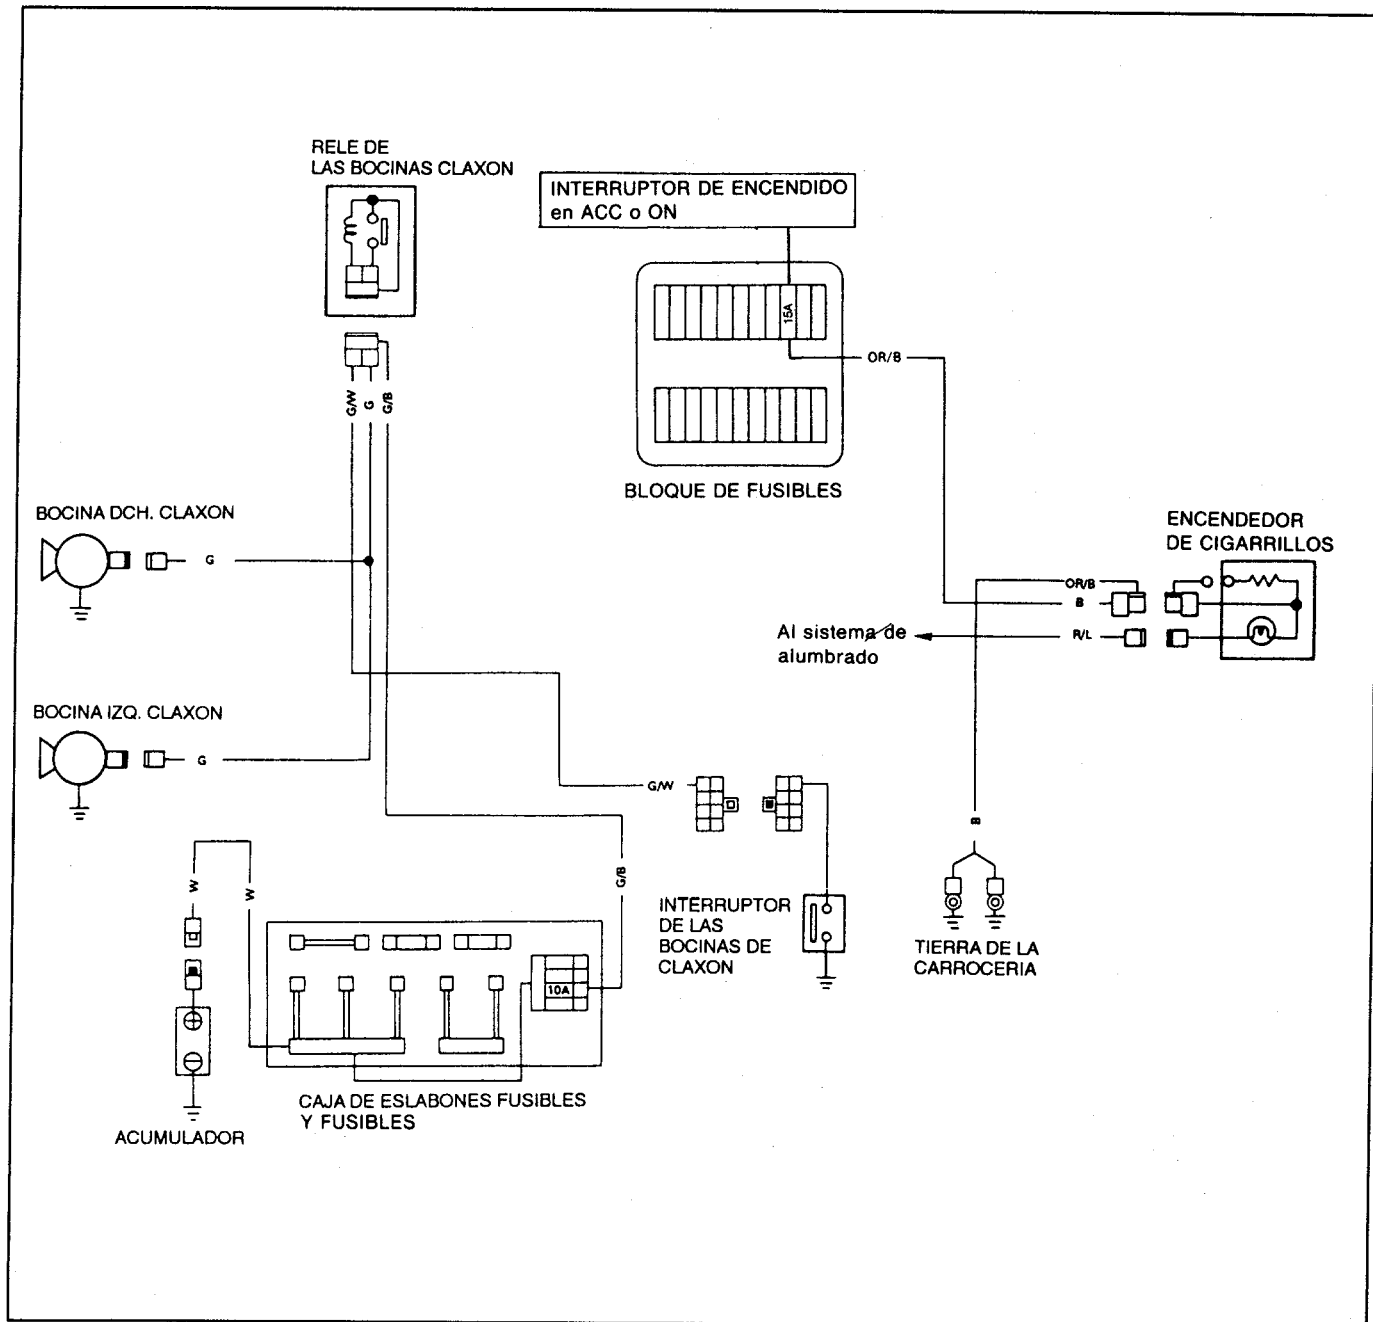 RELE DE
LAS BOCINAS CLAXON
INTERRUPTOR DE ENCENDIDO
en ACC o ON
15A
OR/B
G/W
G
G/B
BLOQUE DE FUSIBLES
BOCINA DCH. CLAXON
G
ENCENDEDOR
DE CIGARRILLOS
OR/B
B
R/L
Al sistema de
alumbrado
BOCINA IZQ. CLAXON
G
G/W
B
W
W
G/B
INTERRUPTOR
DE LAS
BOCINAS DE
CLAXON
TIERRA DE LA
CARROCERIA
10A
CAJA DE ESLABONES FUSIBLES
Y FUSIBLES
ACUMULADOR